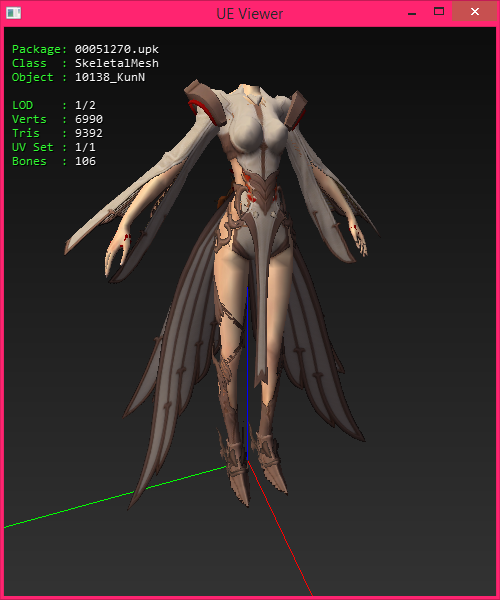 UE Viewer
Package: 00051270.upk
Class : SkeletalMesh
Object : 10138_KunN
LOD : 1/2
Verts : 6990
Tris : 9392
UV Set : 1/1
Bones : 106